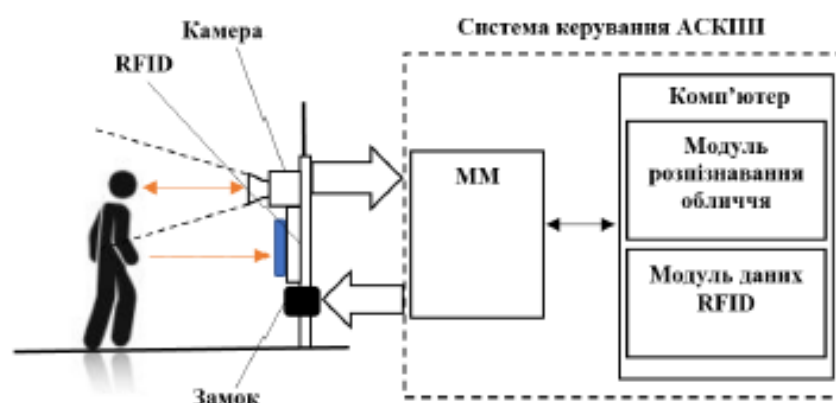 Система керування АСКПП
Камера
RFID
Комп’ютер
ММ
Модуль
розпізнавання
обличчя
Модуль даних
RFID
Замок